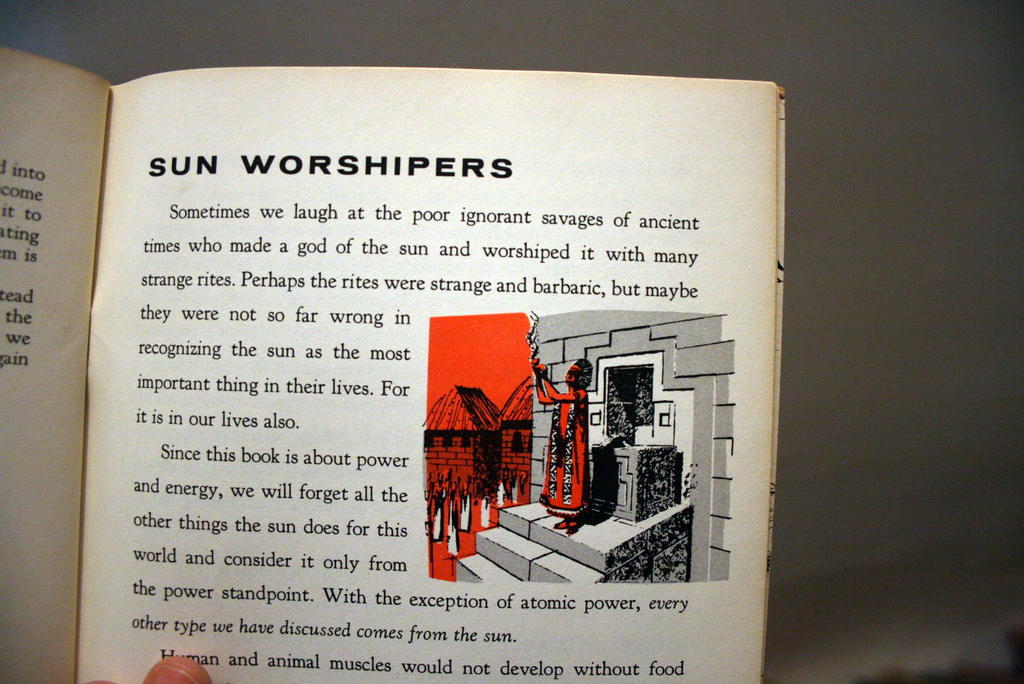 d into
come
it to
ating
m is
tead
the
we
gain
SUN WORSHIPERS
Sometimes we laugh at the poor ignorant savages of ancient
times who made a god of the sun and worshiped it with many
strange rites. Perhaps the rites were strange and barbaric, but maybe
they were not so far wrong in
recognizing the sun as the most
important thing in their lives. For
it is in our lives also.
Since this book is about power
and energy, we will forget all the
other things the sun does for this
world and consider it only from
the power standpoint. With the exception of atomic power, every
other type we have discussed comes from the sun.
Human and animal muscles would not develop without food